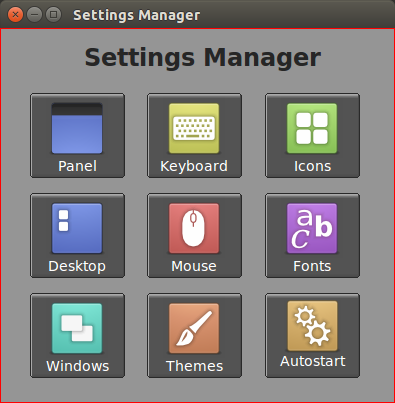 Settings Manager
Settings Manager
Panel
Keyboard
Icons
Desktop
Mouse
a b c
Fonts
Windows
Themes
Autostart